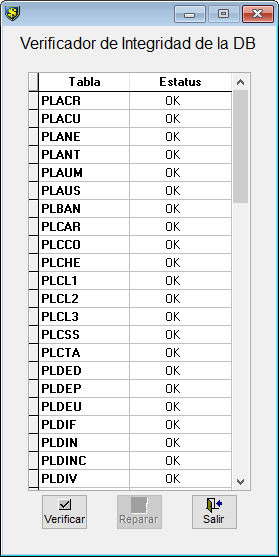 Verificador de Integridad de la DB
Tabla Estatus
PLACR OK
PLACU OK
PLANE OK
PLANT OK
PLAUM OK
PLAUS OK
PLBAN OK
PLCAR OK
PLCCO OK
PLCHE OK
PLCL1 OK
PLCL2 OK
PLCL3 OK
PLCSS OK
PLCTA OK
PLDED OK
PLDEP OK
PLDEU OK
PLDIF OK
PLDIN OK
PLDINC OK
PLDIV OK
Verificar Reparar Salir